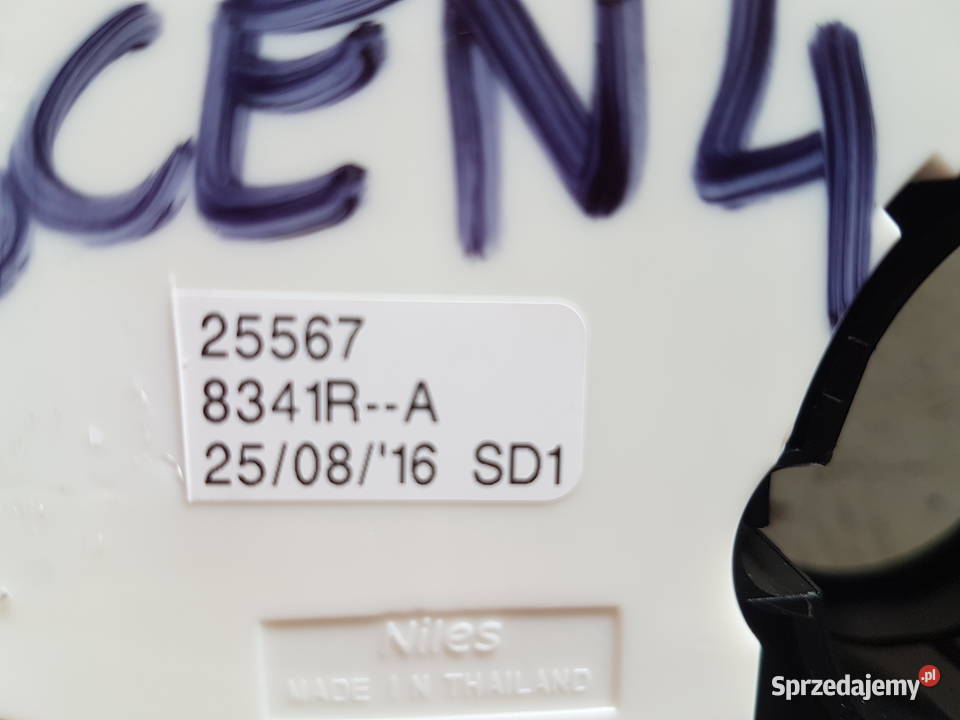 CEN4
25567
8341R--A
25/08/'16 SD1
Niles
MADE IN THAILAND
Sprzedajemy.pl